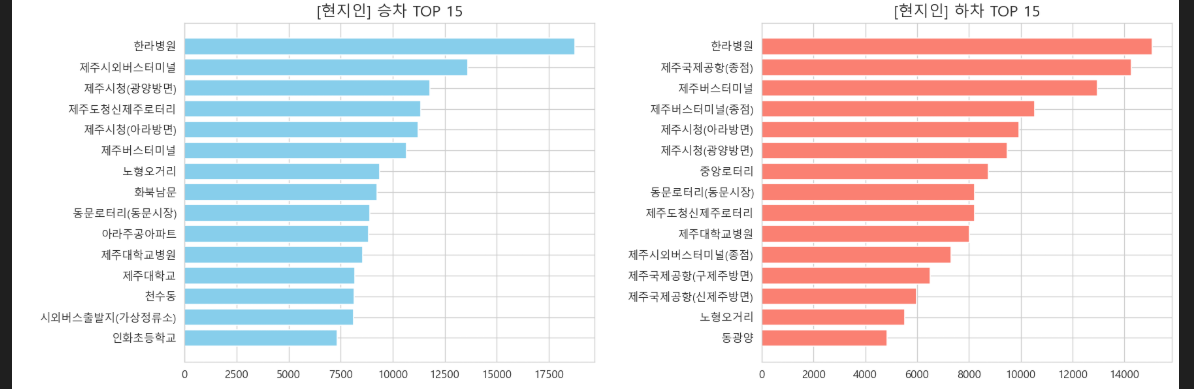 [현지인] 승차 TOP 15
한라병원
제주시외버스터미널
제주시청(광양방면)
제주도청신제주로터리
제주시청(아라방면)
제주버스터미널
노형오거리
화북남문
동문로터리(동문시장)
아라주공아파트
제주대학교병원
제주대학교
천수동
시외버스출발지(가상정류소)
인화초등학교
0 2500 5000 7500 10000 12500 15000 17500
[현지인] 하차 TOP 15
한라병원
제주국제공항(종점)
제주버스터미널
제주버스터미널(종점)
제주시청(아라방면)
제주시청(광양방면)
중앙로터리
동문로터리(동문시장)
제주도청신제주로터리
제주대학교병원
제주시외버스터미널(종점)
제주국제공항(구제주방면)
제주국제공항(신제주방면)
노형오거리
동광양
0 2000 4000 6000 8000 10000 12000 14000